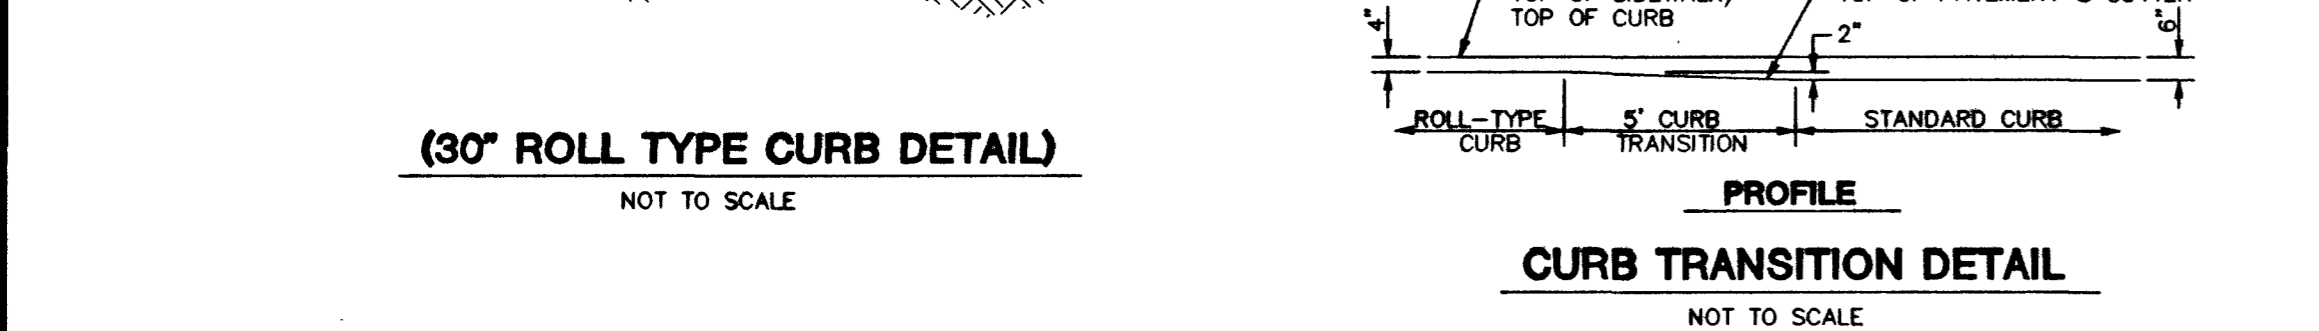 TOP OF CURB
4"
2"
6"
ROLL-TYPE
CURB
5' CURB
TRANSITION
STANDARD CURB
(30" ROLL TYPE CURB DETAIL)
NOT TO SCALE
PROFILE
CURB TRANSITION DETAIL
NOT TO SCALE